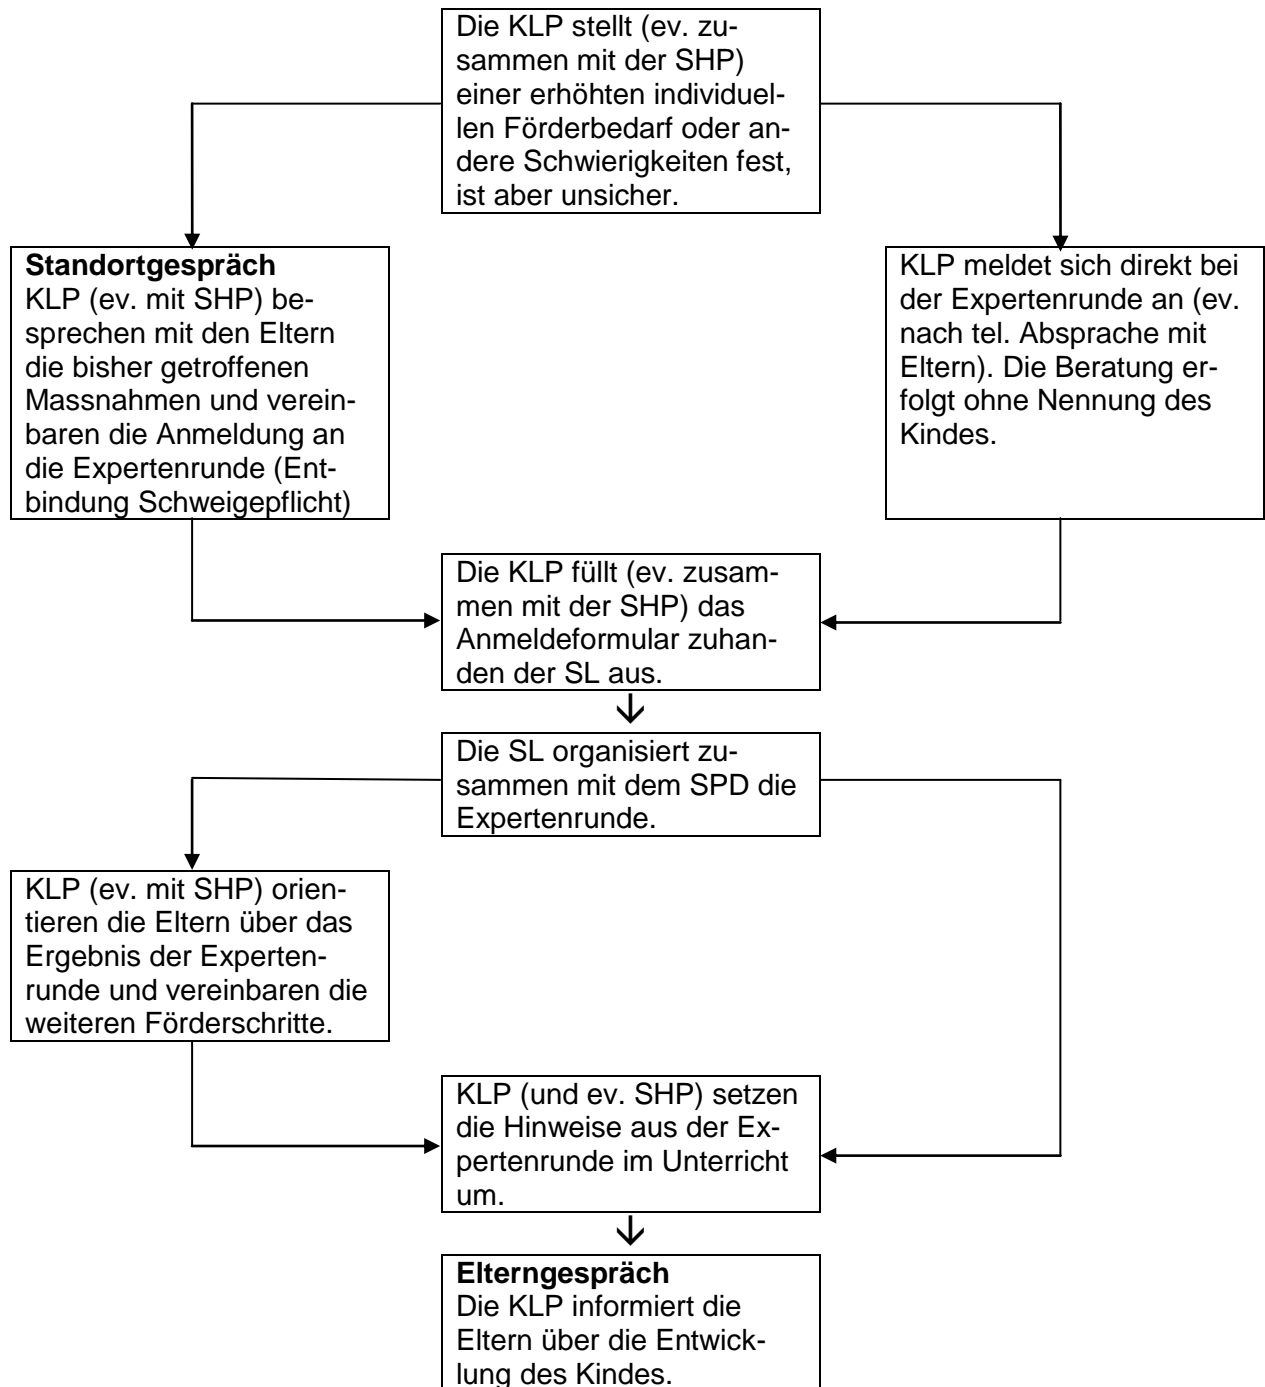 Die KLP stellt (ev. zu-
sammen mit der SHP)
einer erhöhten individuel-
len Förderbedarf oder an-
dere Schwierigkeiten fest,
ist aber unsicher.
Standortgespräch
KLP (ev. mit SHP) be-
sprechen mit den Eltern
die bisher getroffenen
Massnahmen und verein-
baren die Anmeldung an
die Expertenrunde (Ent-
bindung Schweigepflicht)
KLP meldet sich direkt bei
der Expertenrunde an (ev.
nach tel. Absprache mit
Eltern). Die Beratung er-
folgt ohne Nennung des
Kindes.
Die KLP füllt (ev. zusam-
men mit der SHP) das
Anmeldeformular zuhan-
den der SL aus.
Die SL organisiert zu-
sammen mit dem SPD die
Expertenrunde.
KLP (ev. mit SHP) orien-
tieren die Eltern über das
Ergebnis der Experten-
runde und vereinbaren die
weiteren Förderschritte.
KLP (und ev. SHP) setzen
die Hinweise aus der Ex-
pertenrunde im Unterricht
um.
Elterngespräch
Die KLP informiert die
Eltern über die Entwick-
lung des Kindes.